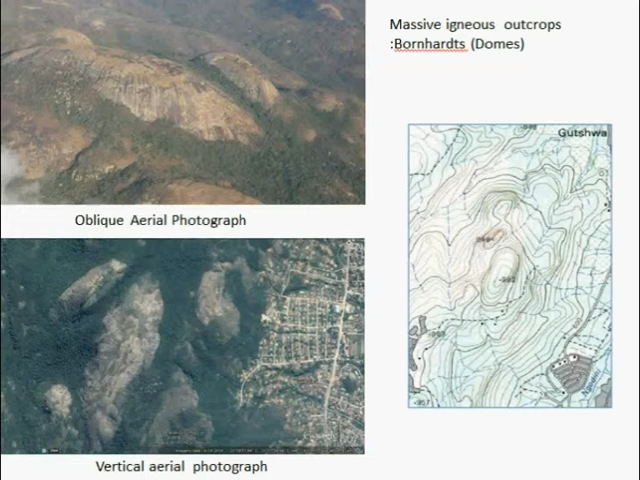 Massive igneous outcrops
:Bornhardts (Domes)
Gutshwa
Oblique Aerial Photograph
Vertical aerial photograph